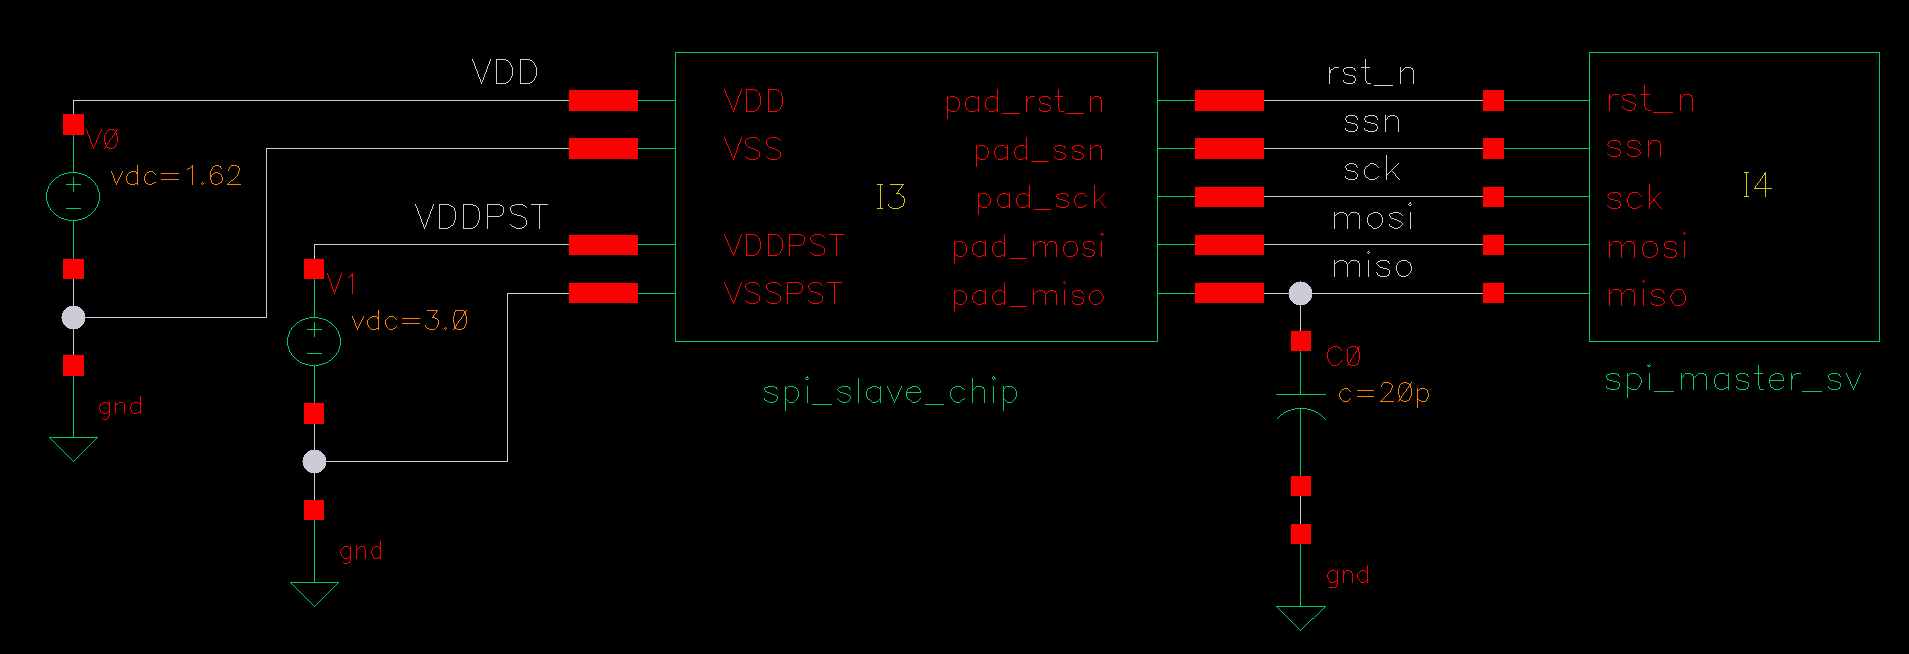 VDD
V0
vdc=1.62
gnd
VDDPST
V1
vdc=3.0
gnd
VDD
VSS
VDDPST
VSSPST
I3
pad_rst_n
pad_ssn
pad_sck
pad_mosi
pad_miso
spi_slave_chip
rst_n
ssn
sck
mosi
miso
C0
c=20p
gnd
rst_n
ssn
sck
mosi
miso
I4
spi_master_sv